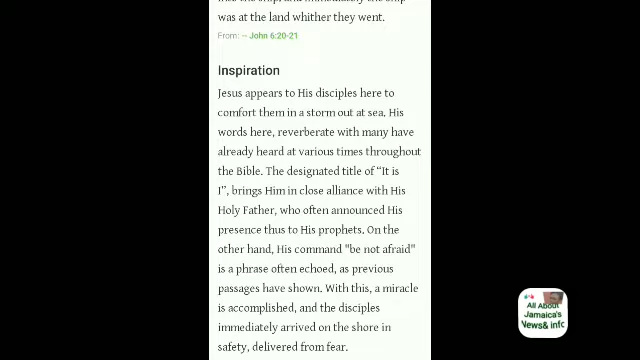 was at the land whither they went.
From: -- John 6:20-21
Inspiration
Jesus appears to His disciples here to
comfort them in a storm out at sea. His
words here, reverberate with many have
already heard at various times throughout
the Bible. The designated title of “It is
I”, brings Him in close alliance with His
Holy Father, who often announced His
presence thus to His prophets. On the
other hand, His command "be not afraid"
is a phrase often echoed, as previous
passages have shown. With this, a miracle
is accomplished, and the disciples
immediately arrived on the shore in
safety, delivered from fear.
All About
Jamaica's
News& info